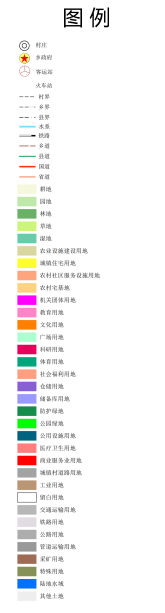 图例
村庄
乡政府
客运站
火车站
村界
乡界
县界
水系
铁路
乡道
县道
国道
省道
耕地
园地
林地
草地
湿地
农业设施建设用地
城镇住宅用地
农村社区服务设施用地
农村宅基地
机关团体用地
教育用地
文化用地
广场用地
科研用地
体育用地
社会福利用地
仓储用地
储备库用地
防护绿地
公园绿地
公用设施用地
医疗卫生用地
商业服务业用地
城镇村道路用地
工业用地
留白用地
交通运输用地
铁路用地
公路用地
管道运输用地
采矿用地
特殊用地
陆地水域
其他土地